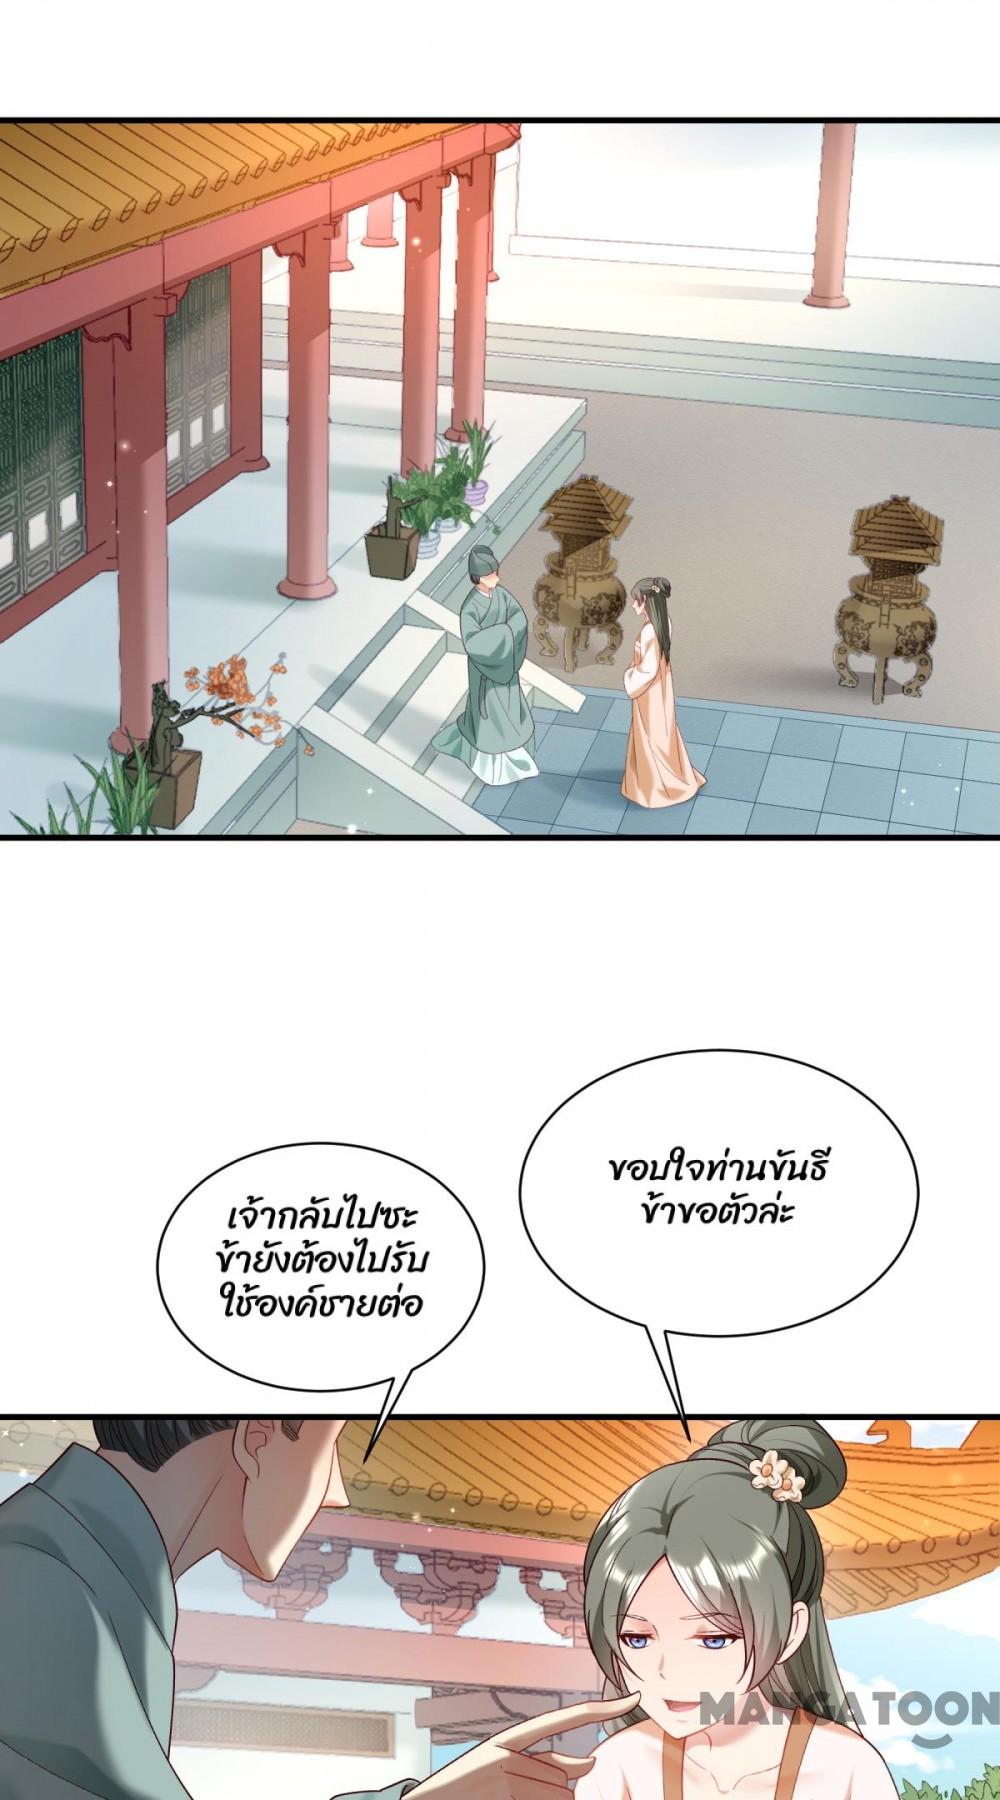 เจ้ากลับไปซะ
ข้ายังต้องไปรับ
ใช้องค์ชายต่อ
ขอบใจท่านขันธี
ข้าขอตัวล่ะ
MANGATOON